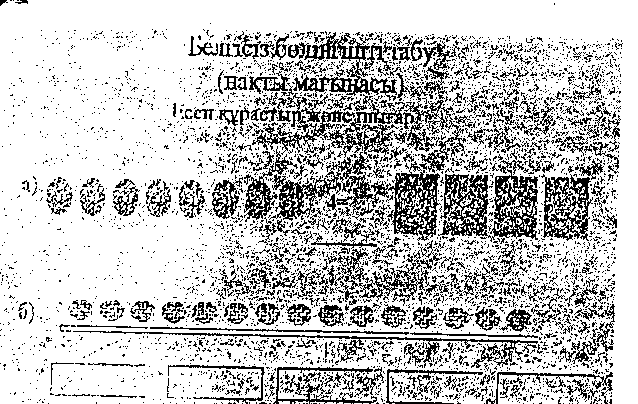 Белгісіз бөлінгішті табу
(нақты мағынасы)
Есеп құрастыр және шығар
а)
б)